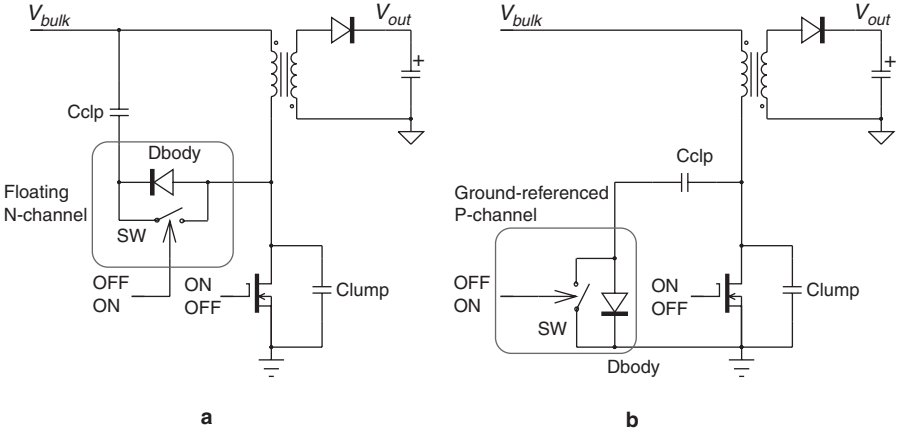 Vbulk
Vout
+
Cclp
Dbody
Floating
N-channel
SW
OFF
ON
ON
OFF
Clump
a
Vbulk
Vout
+
Cclp
Ground-referenced
P-channel
OFF
ON
SW
ON
OFF
Clump
Dbody
b